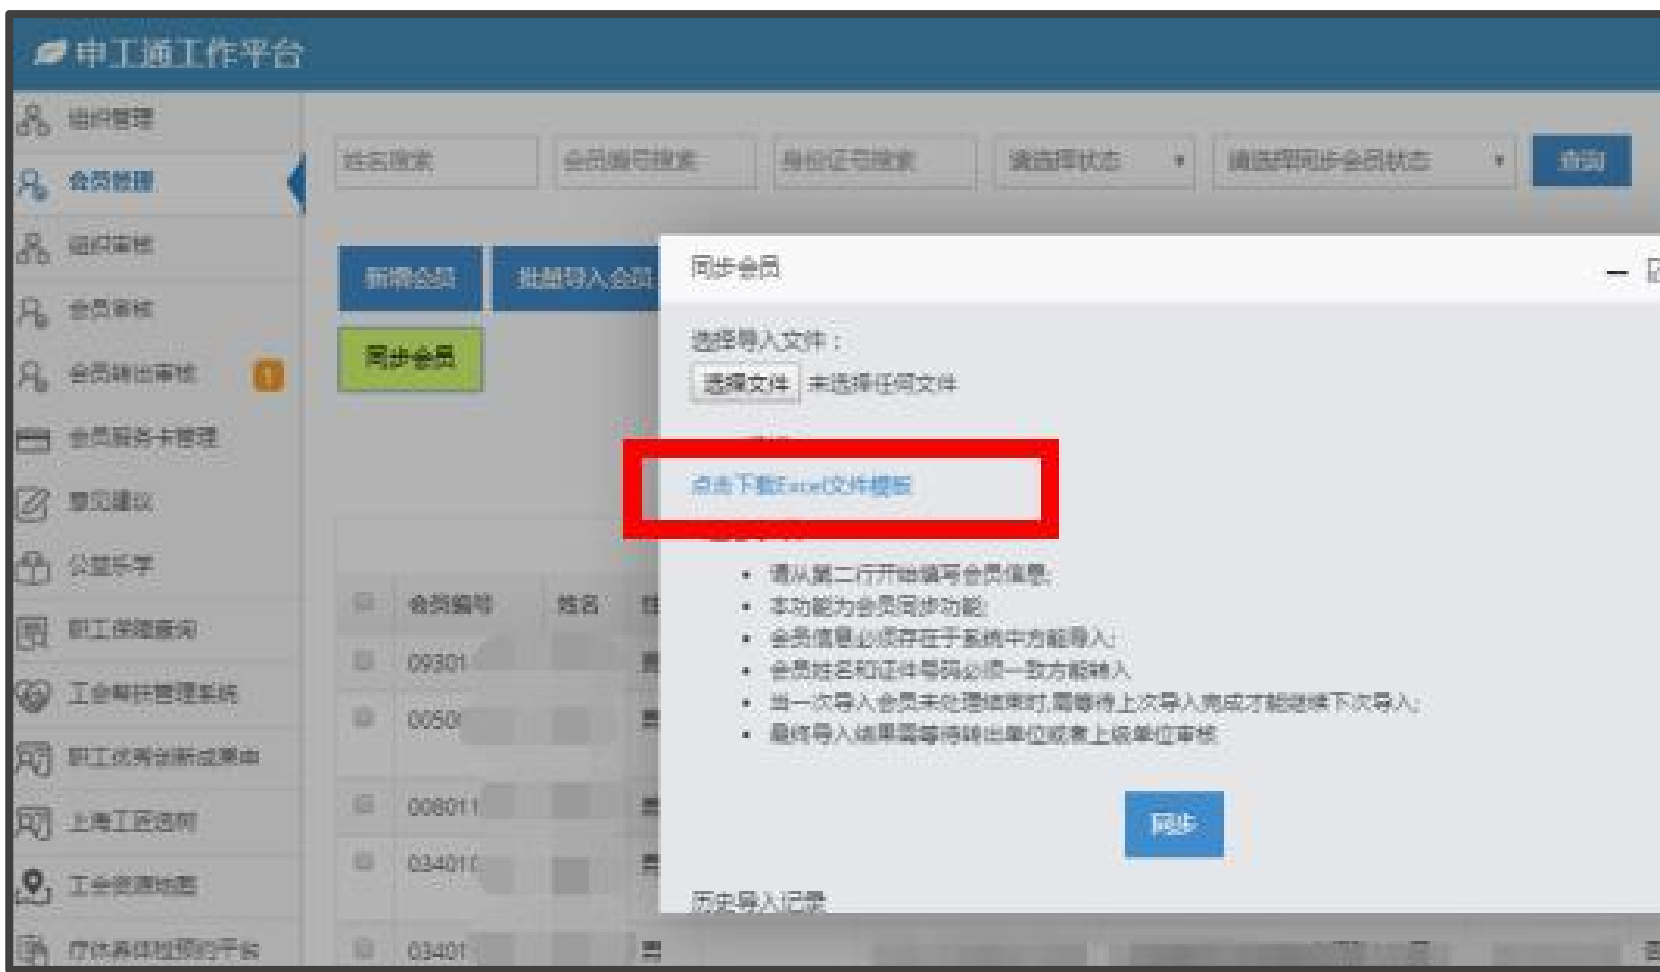 申工通工作平台
组织管理
会员管理
组织审核
会员审核
会员转出审核 1
会员服务卡管理
意见建议
公益乐学
职工保障查询
工会帮扶管理系统
职工优秀创新成果申
上海工匠选树
工会资源地图
疗休养体检预约平台
姓名搜索 会员编号搜索 身份证号搜索 请选择状态 请选择同步会员状态 查询
新增会员 批量导入会员
同步会员
会员编号 姓名
09301
0050
008011
03401
03401
同步会员
选择导入文件：
选择文件 未选择任何文件
点击下载Excel文件模版
请从第二行开始填写会员信息;
本功能为会员同步功能;
会员信息必须存在于系统中方能导入;
会员姓名和证件号码必须一致方能转入
当一次导入会员未处理结束时,需等待上次导入完成才能继续下次导入;
最终导入结果需等待转出单位或者上级单位审核
同步
历史导入记录